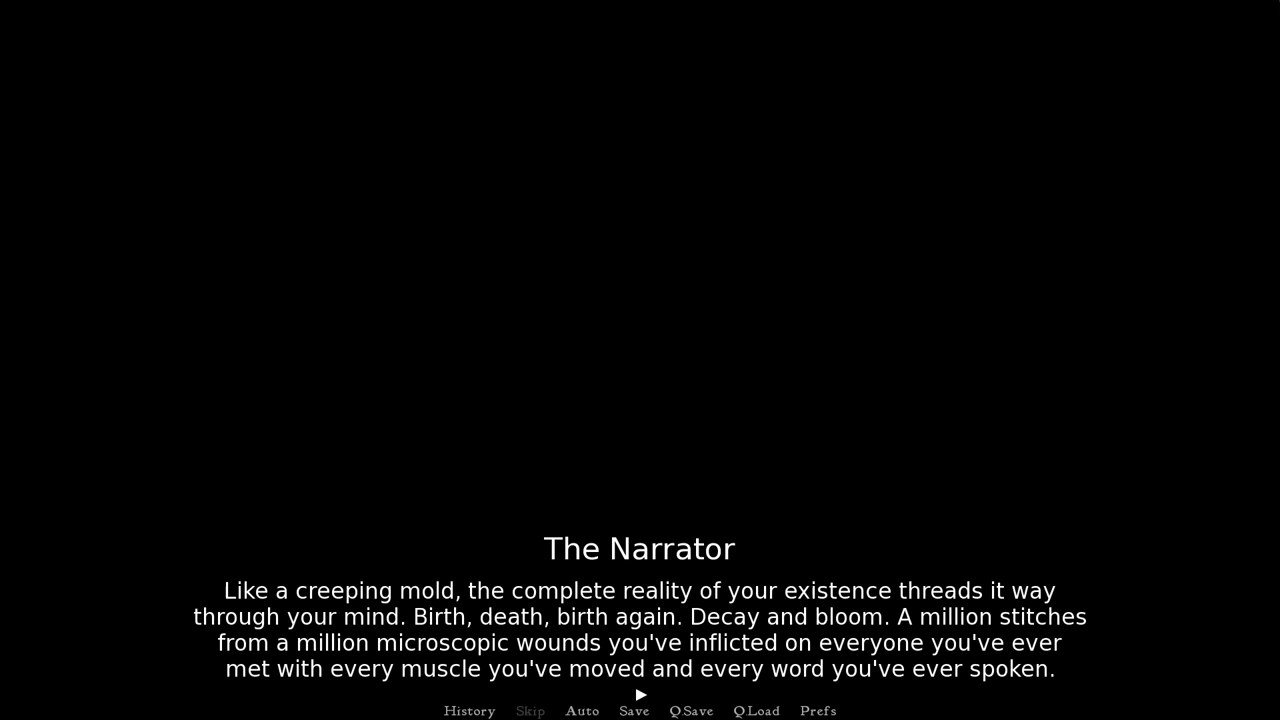 The Narrator
Like a creeping mold, the complete reality of your existence threads it way
through your mind. Birth, death, birth again. Decay and bloom. A million stitches
from a million microscopic wounds you've inflicted on everyone you've ever
met with every muscle you've moved and every word you've ever spoken.
History Skip Auto Save Q.Save Q.Load Prefs